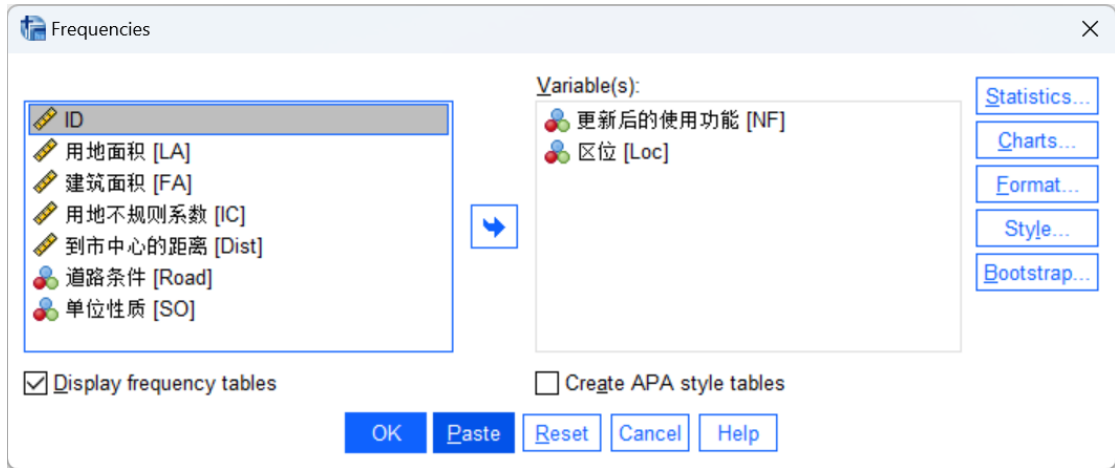 Frequencies
Variable(s):
ID
用地面积 [LA]
建筑面积 [FA]
用地不规则系数 [IC]
到市中心的距离 [Dist]
道路条件 [Road]
单位性质 [SO]
更新后的使用功能 [NF]
区位 [Loc]
Statistics...
Charts...
Format...
Style...
Bootstrap...
Display frequency tables
Create APA style tables
OK Paste Reset Cancel Help